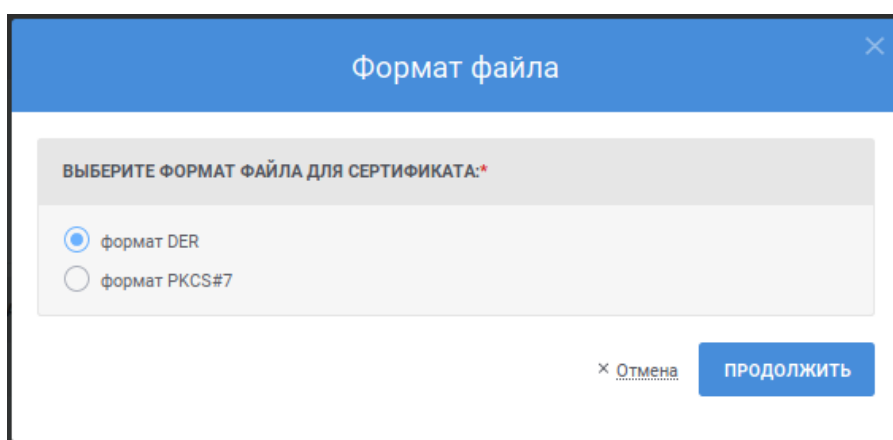 Формат файла
ВЫБЕРИТЕ ФОРМАТ ФАЙЛА ДЛЯ СЕРТИФИКАТА:*
формат DER
формат PKCS#7
× Отмена
ПРОДОЛЖИТЬ